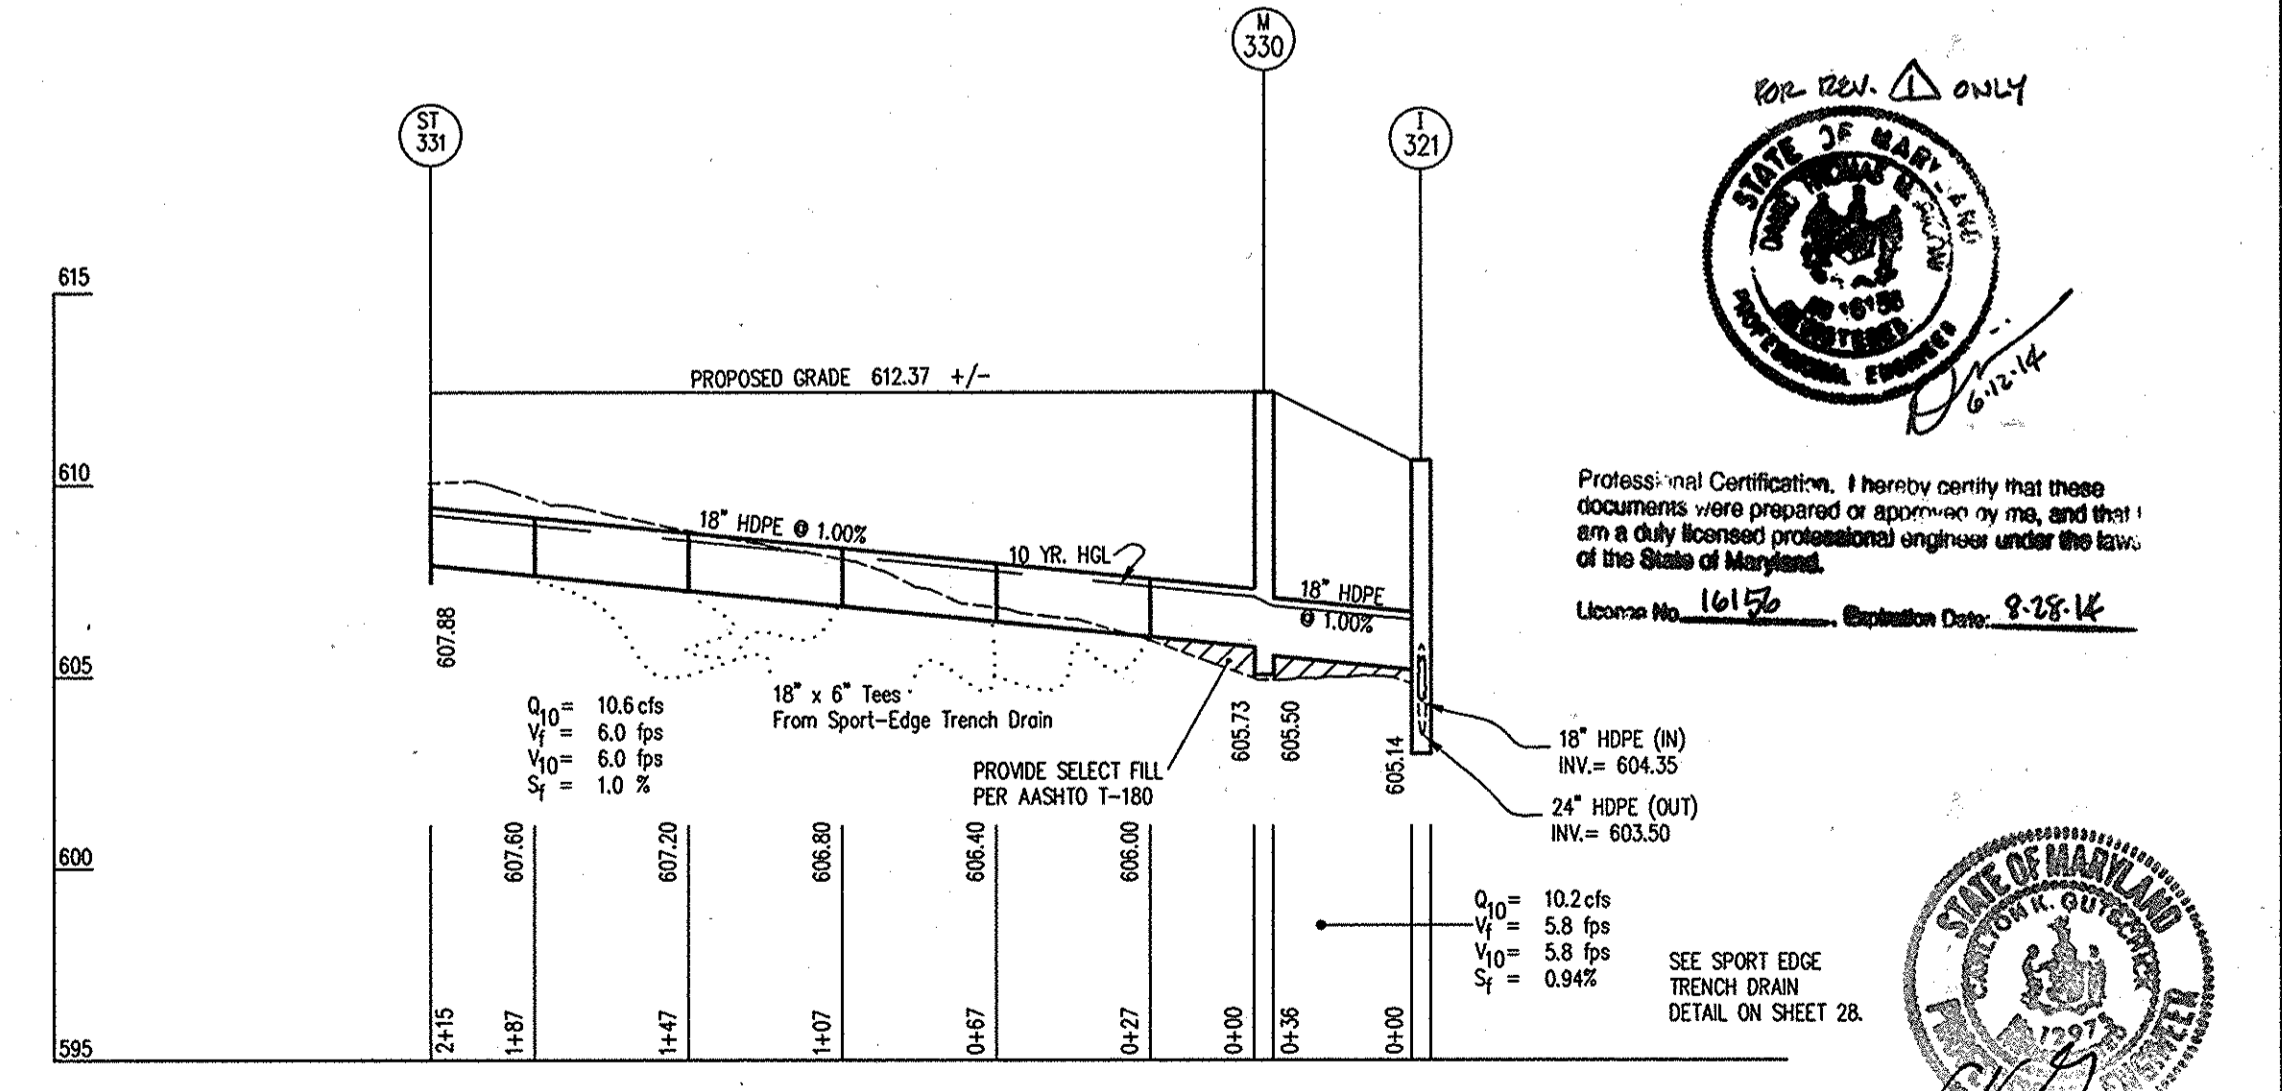 M
330
FOR REV. 1 ONLY
ST
331
I
321
STATE OF MARYLAND
THOMAS
REGISTERED
PROFESSIONAL ENGINEER
6·12·14
615
PROPOSED GRADE 612.37 +/-
610
18" HDPE @ 1.00%
10 YR. HGL
18" HDPE
@ 1.00%
Professional Certification. I hereby certify that these
documents were prepared or approved by me, and that I
am a duly licensed professional engineer under the laws
of the State of Maryland.
License No. 16156. Expiration Date: 8·28·14
605
607.88
18" x 6" Tees
From Sport-Edge Trench Drain
Q10= 10.6 cfs
Vf = 6.0 fps
V10= 6.0 fps
Sf = 1.0 %
PROVIDE SELECT FILL
PER AASHTO T-180
605.73
605.50
605.14
18" HDPE (IN)
INV.= 604.35
24" HDPE (OUT)
INV.= 603.50
600
607.60
607.20
606.80
606.40
606.00
Q10= 10.2 cfs
Vf = 5.8 fps
V10= 5.8 fps
Sf = 0.94%
SEE SPORT EDGE
TRENCH DRAIN
DETAIL ON SHEET 28.
595
2+15
1+87
1+47
1+07
0+67
0+27
0+00
0+36
0+00
STATE OF MARYLAND
CARLTON K. GUTSCHICK